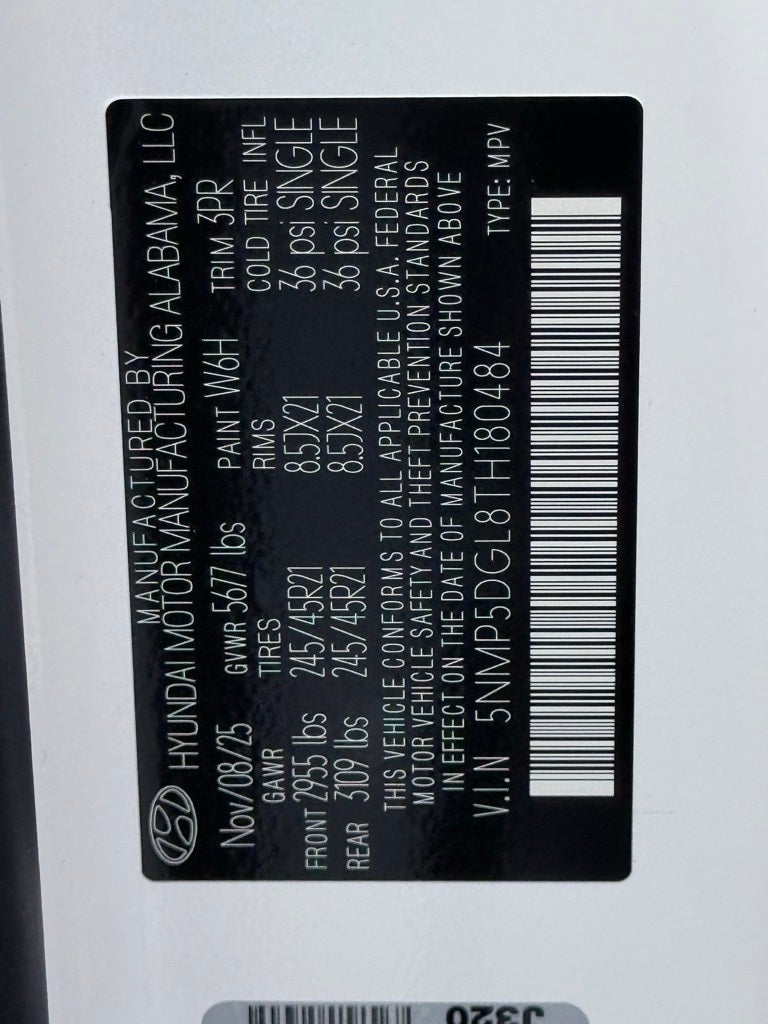 MANUFACTURED BY
HYUNDAI MOTOR MANUFACTURING ALABAMA, LLC
Nov/08/25 GVWR 5677 lbs PAINT W6H TRIM 3PR
GAWR TIRES RIMS COLD TIRE INFL
FRONT 2955 lbs 245/45R21 8.5JX21 36 psi SINGLE
REAR 3109 lbs 245/45R21 8.5JX21 36 psi SINGLE
THIS VEHICLE CONFORMS TO ALL APPLICABLE U.S.A. FEDERAL
MOTOR VEHICLE SAFETY AND THEFT PREVENTION STANDARDS
IN EFFECT ON THE DATE OF MANUFACTURE SHOWN ABOVE
V.I.N 5NMP5DGL8TH180484 TYPE: MPV
J320